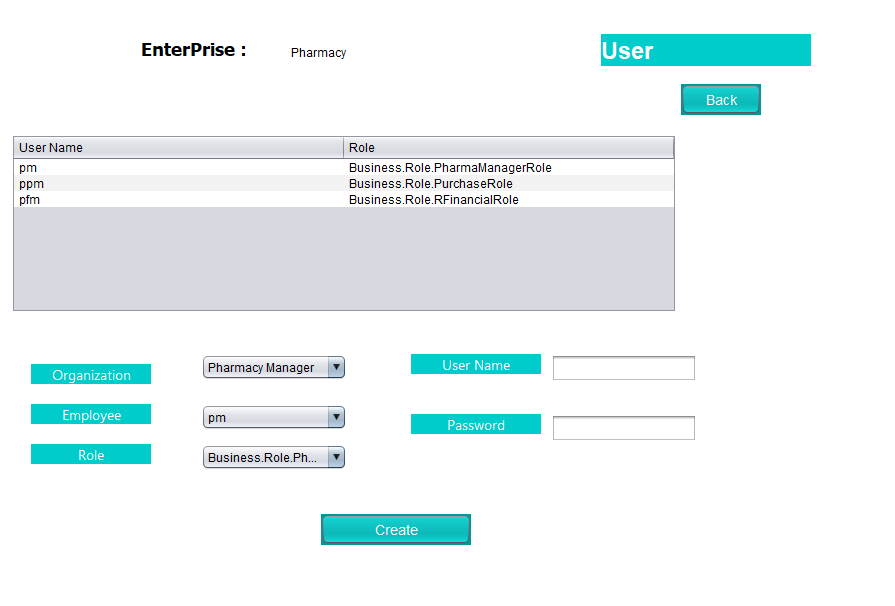 EnterPrise : Pharmacy User
Back
User Name Role
pm Business.Role.PharmaManagerRole
ppm Business.Role.PurchaseRole
pfm Business.Role.RFinancialRole
Organization Pharmacy Manager User Name
Employee pm Password
Role Business.Role.Ph...
Create